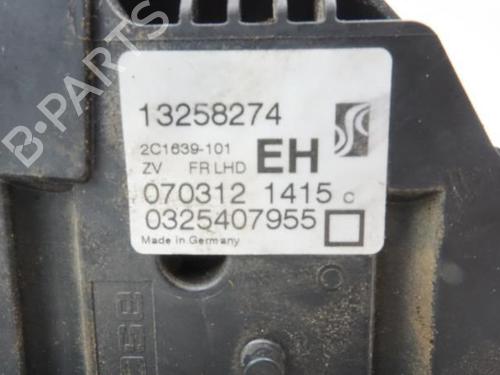 B-PARTS
13258274
2C1639-101
ZV FR LHD EH
070312 1415 C
0325407955
Made in Germany